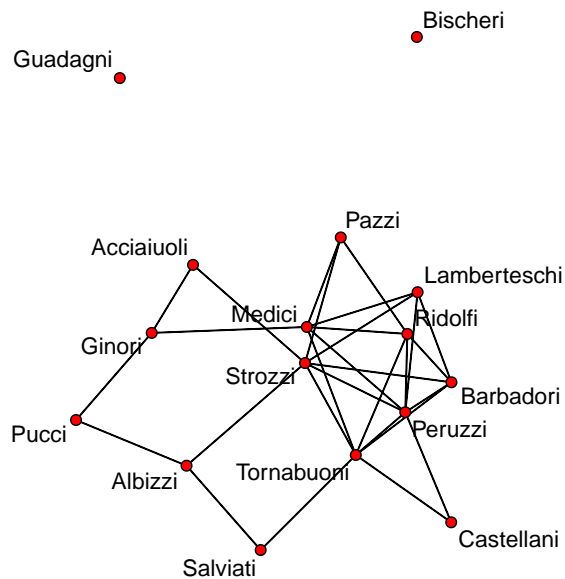 Bischeri
Guadagni
Pazzi
Acciaiuoli
Lamberteschi
Medici
Ridolfi
Ginori
Strozzi
Barbadori
Peruzzi
Pucci
Tornabuoni
Albizzi
Castellani
Salviati